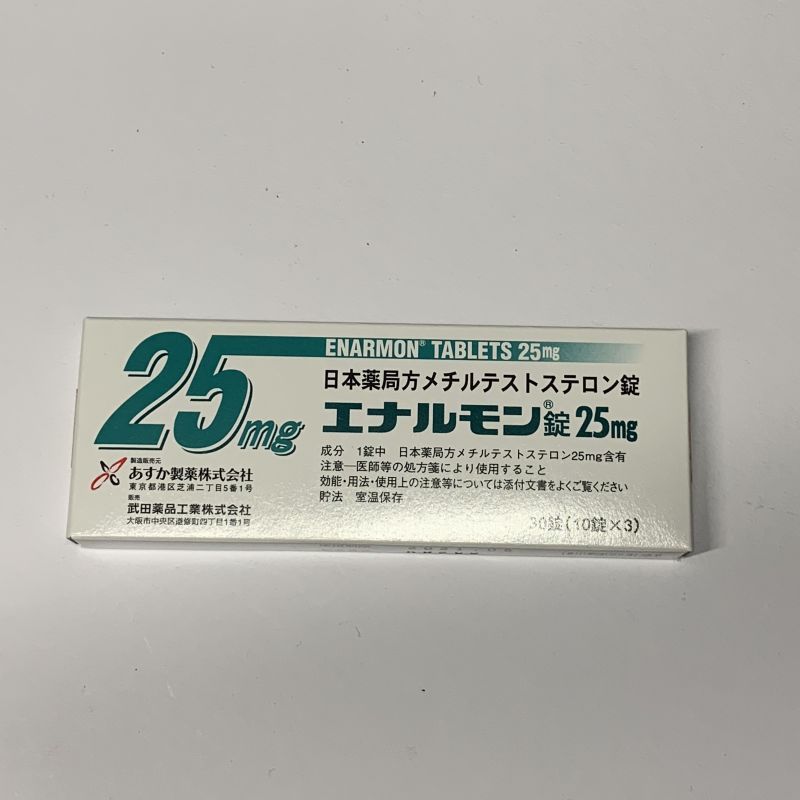 25mg
ENARMON® TABLETS 25mg
日本薬局方メチルテストステロン錠
エナルモン®錠25mg
成分 1錠中 日本薬局方メチルテストステロン25mg含有
注意―医師等の処方箋により使用すること
効能・用法・使用上の注意等については添付文書をよくご覧ください
貯法 室温保存
30錠(10錠×3)
製造販売元
あすか製薬株式会社
東京都港区芝浦二丁目5番1号
販売
武田薬品工業株式会社
大阪市中央区道修町四丁目1番1号